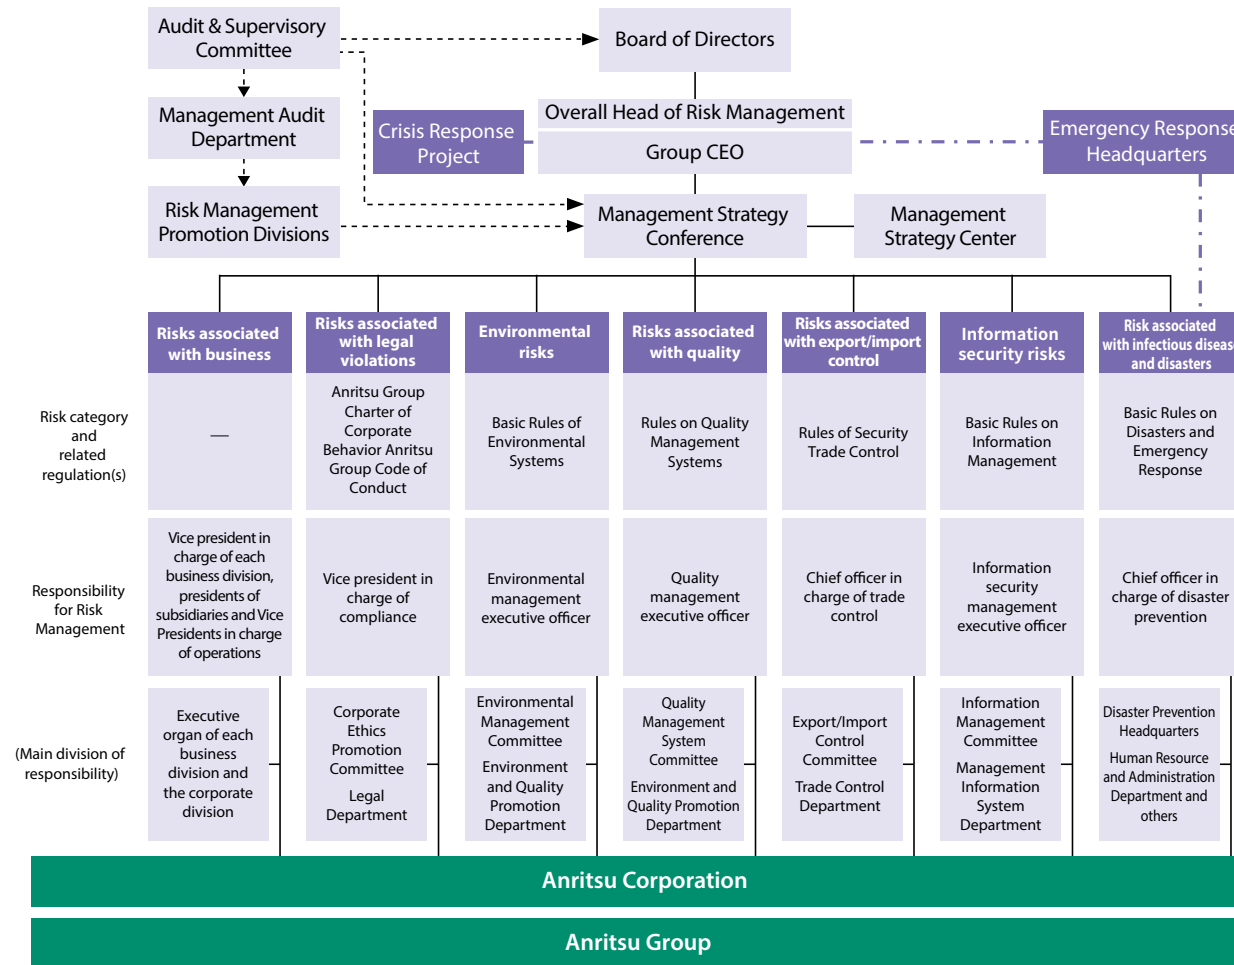 Audit & Supervisory
Committee
Board of Directors
Management Audit
Department
Crisis Response
Project
Overall Head of Risk Management
Group CEO
Emergency Response
Headquarters
Risk Management
Promotion Divisions
Management Strategy
Conference
Management
Strategy Center
Risks associated
with business
Risks associated
with legal
violations
Environmental
risks
Risks associated
with quality
Risks associated
with export/import
control
Information
security risks
Risk associated
with infectious disease
and disasters
Risk category
and
related
regulation(s)
—
Anritsu Group
Charter of
Corporate
Behavior Anritsu
Group Code of
Conduct
Basic Rules of
Environmental
Systems
Rules on Quality
Management
Systems
Rules of Security
Trade Control
Basic Rules on
Information
Management
Basic Rules on
Disasters and
Emergency
Response
Responsibility
for Risk
Management
Vice president in
charge of each
business division,
presidents of
subsidiaries and Vice
Presidents in charge
of operations
Vice president in
charge of
compliance
Environmental
management
executive officer
Quality
management
executive officer
Chief officer in
charge of trade
control
Information
security
management
executive officer
Chief officer in
charge of disaster
prevention
(Main division of
responsibility)
Executive
organ of each
business
division and
the corporate
division
Corporate
Ethics
Promotion
Committee
Legal
Department
Environmental
Management
Committee
Environment
and Quality
Promotion
Department
Quality
Management
System
Committee
Environment and
Quality Promotion
Department
Export/Import
Control
Committee
Trade Control
Department
Information
Management
Committee
Management
Information
System
Department
Disaster Prevention
Headquarters
Human Resource
and Administration
Department and
others
Anritsu Corporation
Anritsu Group